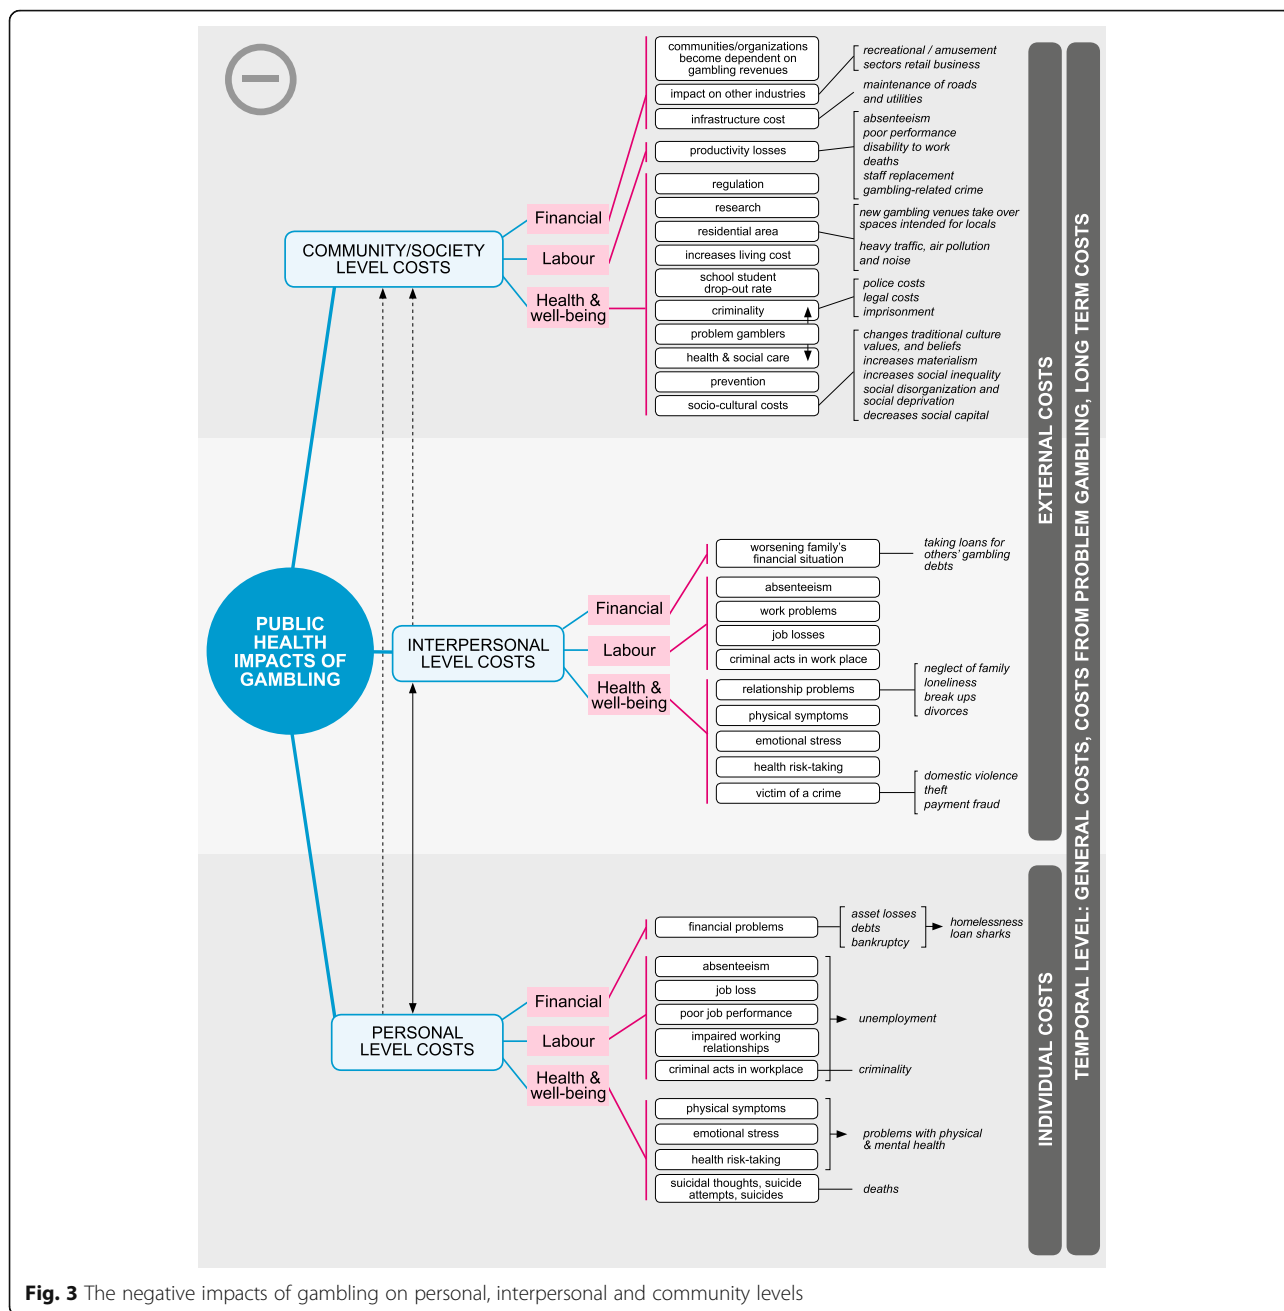 communities/organizations
become dependent on
gambling revenues
impact on other industries
infrastructure cost
recreational / amusement
sectors retail business
maintenance of roads
and utilities
productivity losses
absenteeism
poor performance
disability to work
deaths
staff replacement
gambling-related crime
regulation
research
residential area
increases living cost
school student
drop-out rate
criminality
problem gamblers
health & social care
prevention
socio-cultural costs
new gambling venues take over
spaces intended for locals
heavy traffic, air pollution
and noise
police costs
legal costs
imprisonment
changes traditional culture
values, and beliefs
increases materialism
increases social inequality
social disorganization and
social deprivation
decreases social capital
Financial
Labour
Health &
well-being
COMMUNITY/SOCIETY
LEVEL COSTS
PUBLIC
HEALTH
IMPACTS OF
GAMBLING
INTERPERSONAL
LEVEL COSTS
Financial
Labour
Health &
well-being
worsening family's
financial situation
taking loans for
others' gambling
debts
absenteeism
work problems
job losses
criminal acts in work place
relationship problems
physical symptoms
emotional stress
health risk-taking
victim of a crime
neglect of family
loneliness
break ups
divorces
domestic violence
theft
payment fraud
PERSONAL
LEVEL COSTS
Financial
Labour
Health &
well-being
financial problems
asset losses
debts
bankruptcy
homelessness
loan sharks
absenteeism
job loss
poor job performance
impaired working
relationships
criminal acts in workplace
unemployment
criminality
physical symptoms
emotional stress
health risk-taking
suicidal thoughts, suicide
attempts, suicides
problems with physical
& mental health
deaths
EXTERNAL COSTS
INDIVIDUAL COSTS
TEMPORAL LEVEL: GENERAL COSTS, COSTS FROM PROBLEM GAMBLING, LONG TERM COSTS
Fig. 3 The negative impacts of gambling on personal, interpersonal and community levels